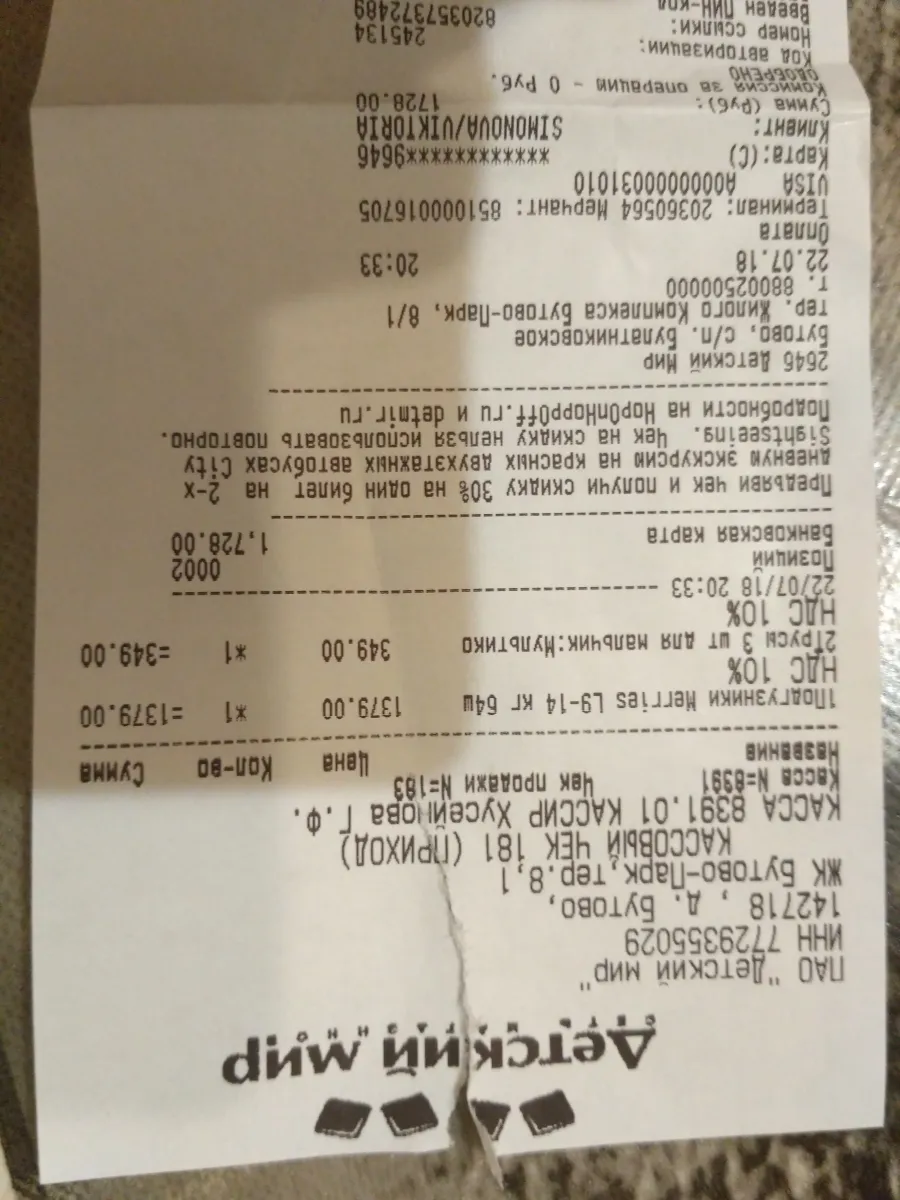 Детский мир
ПАО "Детский мир"
ИНН 7729355029
142718 , д. Бутово,
ЖК Бутово-Парк,тер.8,1
КАССОВЫЙ ЧЕК 181 (ПРИХОД)
КАССА 8391.01 КАССИР Хусейнова Г.Ф.
Касса N=8391 Чек продажи N=183
Название Цена Кол-во Сумма
1Подгузники Merries L9-14 кг 64ш 1379.00 *1 =1379.00
НДС 10%
2Трусы 3 шт для мальчик:Мультико 349.00 *1 =349.00
НДС 10%
22/07/18 20:33
Позиций 0002
Банковская карта 1,728.00
Предъяви чек и получи скидку 30% на один билет на 2-х
дневную экскурсию на красных двухэтажных автобусах City
Sightseeing. Чек на скидку нельзя использовать повторно.
Подробности на HopOnHoppOff.ru и detmir.ru
2646 Детский Мир
Бутово, с/п. Булатниковское
тер. Жилого Комплекса Бутово-Парк, 8/1
т. 88002500000
22.07.18 20:33
Оплата
Терминал: 20360564 Мерчант: 851000016705
VISA A0000000031010
Карта:(C) ************9646
Клиент: SIMONOVA/VIKTORIA
Сумма (Руб): 1728.00
Комиссия за операцию - 0 Руб.
ОДОБРЕНО
Код авторизации: 245134
Номер ссылки: 820357372489
Введен ПИН-код